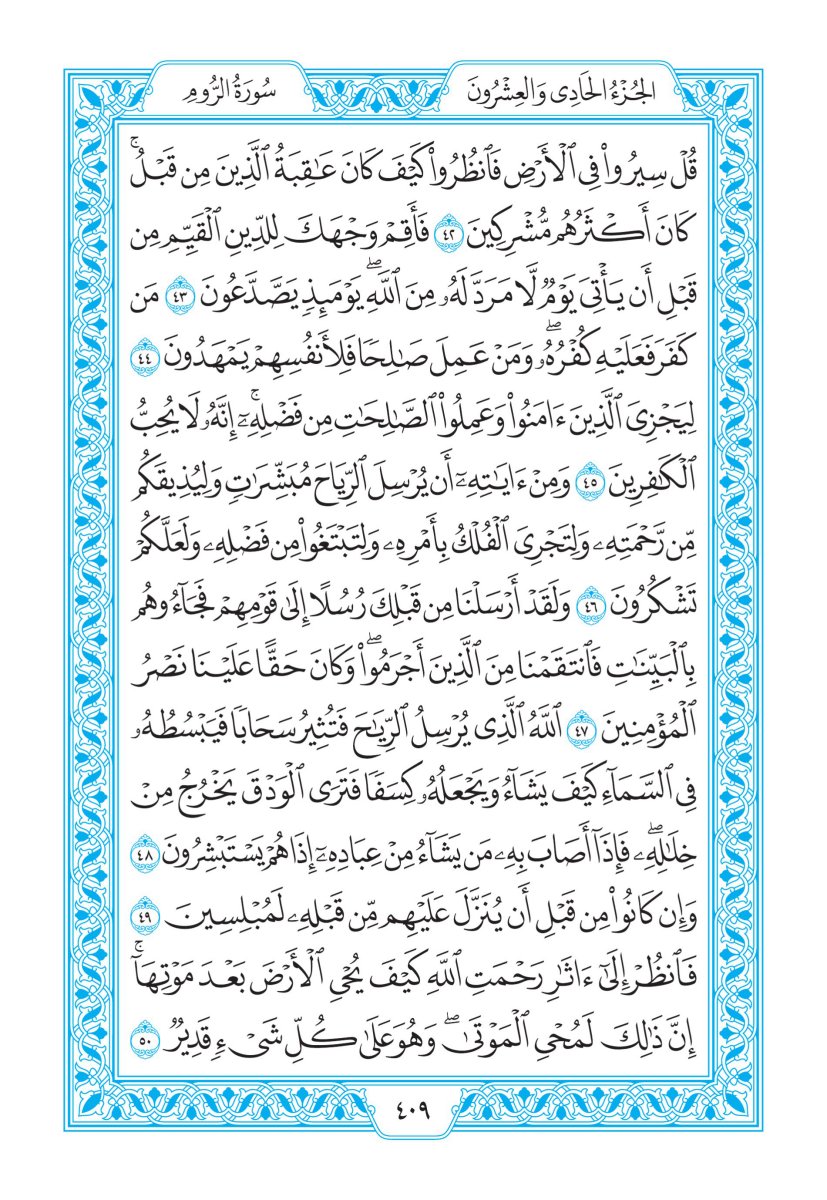 الجُزْءُ الحَادِى وَالعِشْرُونَ
سُورَةُ الرُّومِ
قُلْ سِيرُوا۟ فِى ٱلْأَرْضِ فَٱنظُرُوا۟ كَيْفَ كَانَ عَـٰقِبَةُ ٱلَّذِينَ مِن قَبْلُ ۚ
كَانَ أَكْثَرُهُم مُّشْرِكِينَ ٤٢ فَأَقِمْ وَجْهَكَ لِلدِّينِ ٱلْقَيِّمِ مِن
قَبْلِ أَن يَأْتِىَ يَوْمٌ لَّا مَرَدَّ لَهُۥ مِنَ ٱللَّهِ ۖ يَوْمَئِذٍ يَصَّدَّعُونَ ٤٣ مَن
كَفَرَ فَعَلَيْهِ كُفْرُهُۥ ۖ وَمَنْ عَمِلَ صَـٰلِحًا فَلِأَنفُسِهِمْ يَمْهَدُونَ ٤٤
لِيَجْزِىَ ٱلَّذِينَ ءَامَنُوا۟ وَعَمِلُوا۟ ٱلصَّـٰلِحَـٰتِ مِن فَضْلِهِۦٓ ۚ إِنَّهُۥ لَا يُحِبُّ
ٱلْكَـٰفِرِينَ ٤٥ وَمِنْ ءَايَـٰتِهِۦٓ أَن يُرْسِلَ ٱلرِّيَاحَ مُبَشِّرَٰتٍ وَلِيُذِيقَكُم
مِّن رَّحْمَتِهِۦ وَلِتَجْرِىَ ٱلْفُلْكُ بِأَمْرِهِۦ وَلِتَبْتَغُوا۟ مِن فَضْلِهِۦ وَلَعَلَّكُمْ
تَشْكُرُونَ ٤٦ وَلَقَدْ أَرْسَلْنَا مِن قَبْلِكَ رُسُلًا إِلَىٰ قَوْمِهِمْ فَجَآءُوهُم
بِٱلْبَيِّنَـٰتِ فَٱنتَقَمْنَا مِنَ ٱلَّذِينَ أَجْرَمُوا۟ ۖ وَكَانَ حَقًّا عَلَيْنَا نَصْرُ
ٱلْمُؤْمِنِينَ ٤٧ ٱللَّهُ ٱلَّذِى يُرْسِلُ ٱلرِّيَـٰحَ فَتُثِيرُ سَحَابًا فَيَبْسُطُهُۥ
فِى ٱلسَّمَآءِ كَيْفَ يَشَآءُ وَيَجْعَلُهُۥ كِسَفًا فَتَرَى ٱلْوَدْقَ يَخْرُجُ مِنْ
خِلَـٰلِهِۦ ۖ فَإِذَآ أَصَابَ بِهِۦ مَن يَشَآءُ مِنْ عِبَادِهِۦٓ إِذَا هُمْ يَسْتَبْشِرُونَ ٤٨
وَإِن كَانُوا۟ مِن قَبْلِ أَن يُنَزَّلَ عَلَيْهِم مِّن قَبْلِهِۦ لَمُبْلِسِينَ ٤٩
فَٱنظُرْ إِلَىٰٓ ءَاثَـٰرِ رَحْمَتِ ٱللَّهِ كَيْفَ يُحْىِ ٱلْأَرْضَ بَعْدَ مَوْتِهَآ ۚ
إِنَّ ذَٰلِكَ لَمُحْىِ ٱلْمَوْتَىٰ ۖ وَهُوَ عَلَىٰ كُلِّ شَىْءٍ قَدِيرٌ ٥٠
٤٠٩